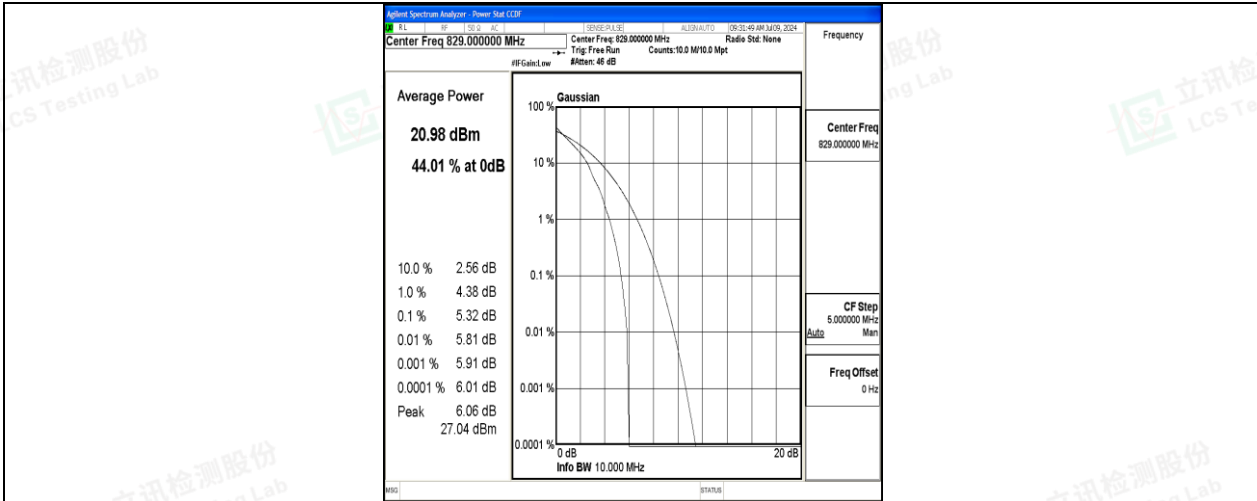 Agilent Spectrum Analyzer - Power Stat CCDF
RL RF 50 Ω AC SENSE:PULSE ALIGN AUTO 09:31:49 AM Jul 09, 2024
Center Freq 829.000000 MHz
Center Freq: 829.000000 MHz Radio Std: None
Trig: Free Run Counts:10.0 M/10.0 Mpt
#IFGain:Low #Atten: 46 dB
Frequency
Center Freq
829.000000 MHz
CF Step
5.000000 MHz
Auto Man
Freq Offset
0 Hz
Average Power
20.98 dBm
44.01 % at 0dB
10.0 % 2.56 dB
1.0 % 4.38 dB
0.1 % 5.32 dB
0.01 % 5.81 dB
0.001 % 5.91 dB
0.0001 % 6.01 dB
Peak 6.06 dB
27.04 dBm
Gaussian
100 %
10 %
1 %
0.1 %
0.01 %
0.001 %
0.0001 %
0 dB 20 dB
Info BW 10.000 MHz
MSG STATUS
立讯检测股份
LCS Testing Lab
立讯检测股份